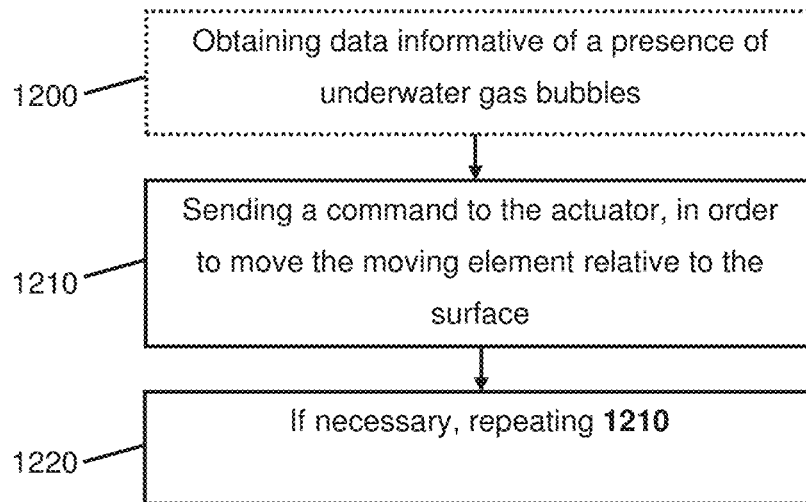 Obtaining data informative of a presence of
underwater gas bubbles
1200
Sending a command to the actuator, in order
to move the moving element relative to the
surface
1210
If necessary, repeating 1210
1220